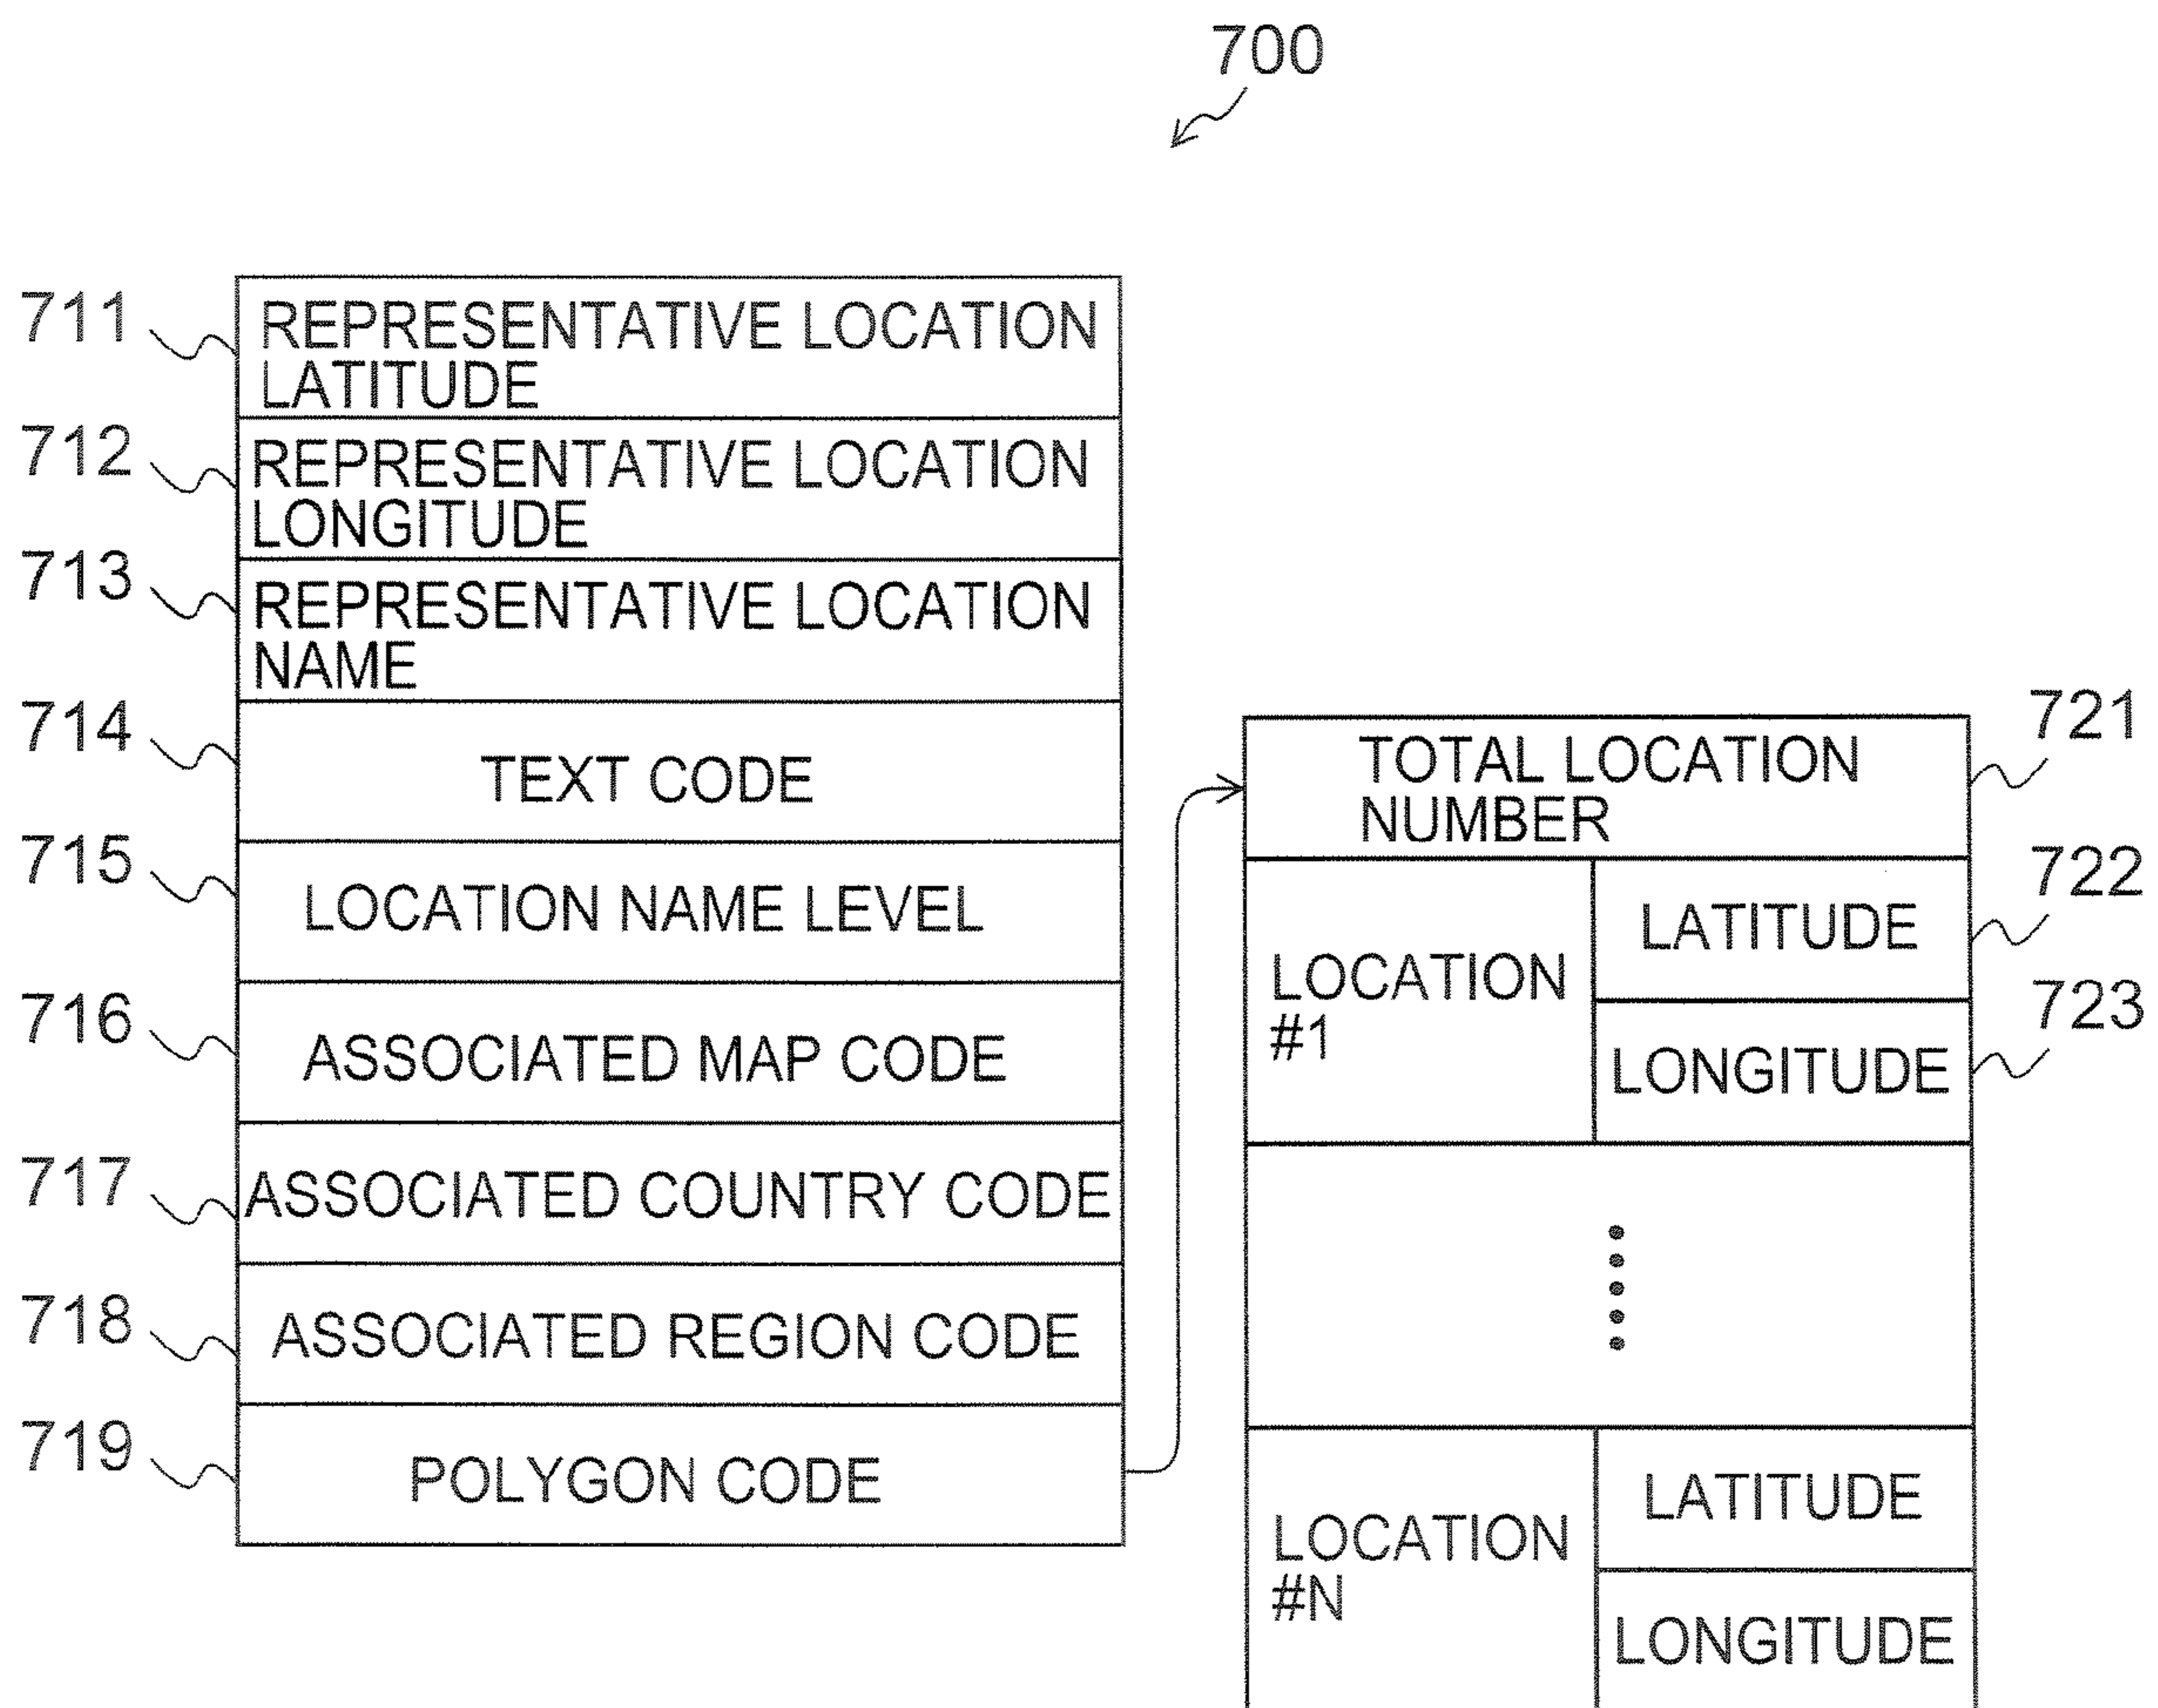 700
711
REPRESENTATIVE LOCATION
LATITUDE
712
REPRESENTATIVE LOCATION
LONGITUDE
713
REPRESENTATIVE LOCATION
NAME
714
TEXT CODE
715
LOCATION NAME LEVEL
716
ASSOCIATED MAP CODE
717
ASSOCIATED COUNTRY CODE
718
ASSOCIATED REGION CODE
719
POLYGON CODE
TOTAL LOCATION
NUMBER
721
LOCATION
#1
LATITUDE
722
LONGITUDE
723
LOCATION
#N
LATITUDE
LONGITUDE